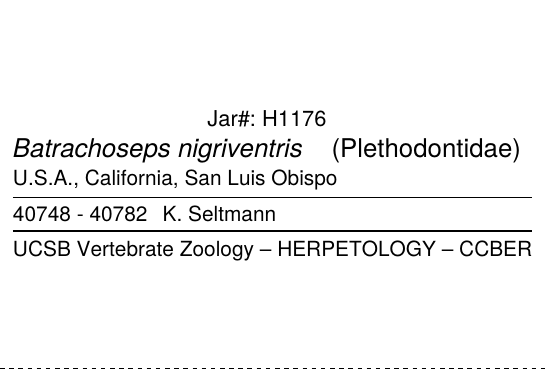 Jar#: H1176
Batrachoseps nigriventris (Plethodontidae)
U.S.A., California, San Luis Obispo
40748 - 40782 K. Seltmann
UCSB Vertebrate Zoology – HERPETOLOGY – CCBER